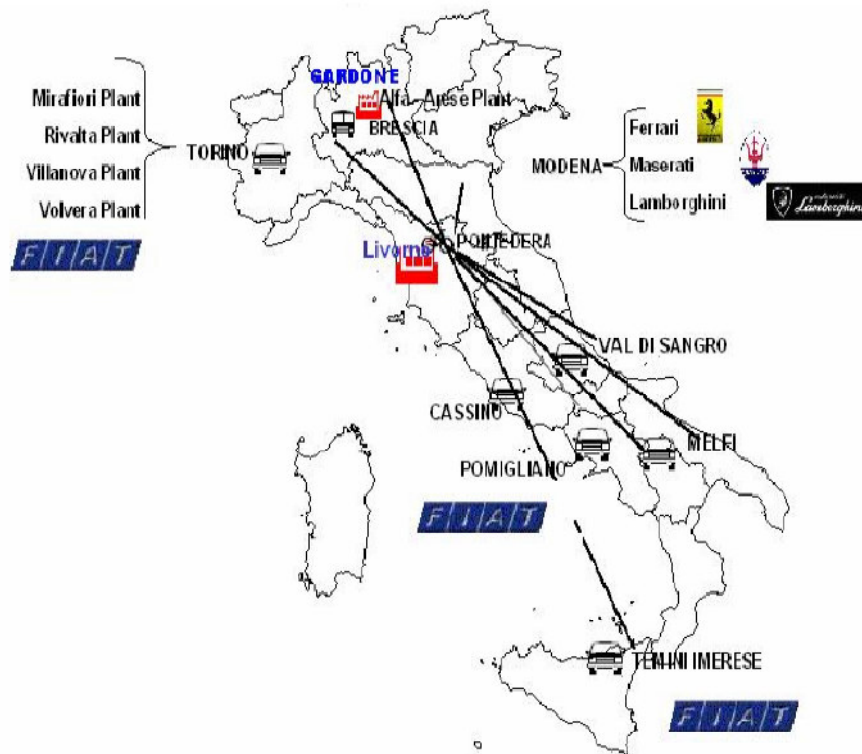 GARDONE
Mirafiori Plant
Rivalta Plant
Villanova Plant
Volvera Plant
TORINO
FIAT
Alfa-Arese Plant
BRESCIA
MODENA
Ferrari
Maserati
Lamborghini
Lamborghini
Livorno
PONTEDERA
VAL DI SANGRO
CASSINO
MELFI
POMIGLIANO
FIAT
TEMINI IMERESE
FIAT